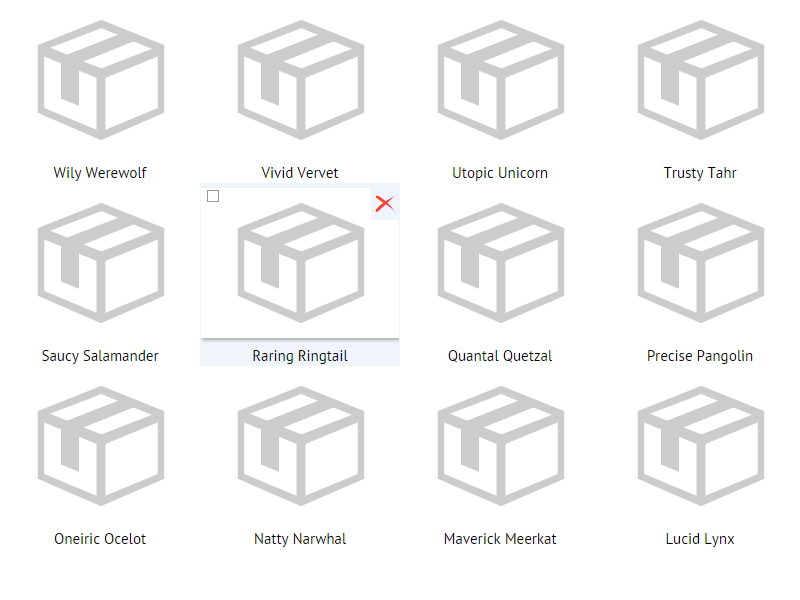 Wily Werewolf
Vivid Vervet
Utopic Unicorn
Trusty Tahr
Saucy Salamander
Raring Ringtail
Quantal Quetzal
Precise Pangolin
Oneiric Ocelot
Natty Narwhal
Maverick Meerkat
Lucid Lynx